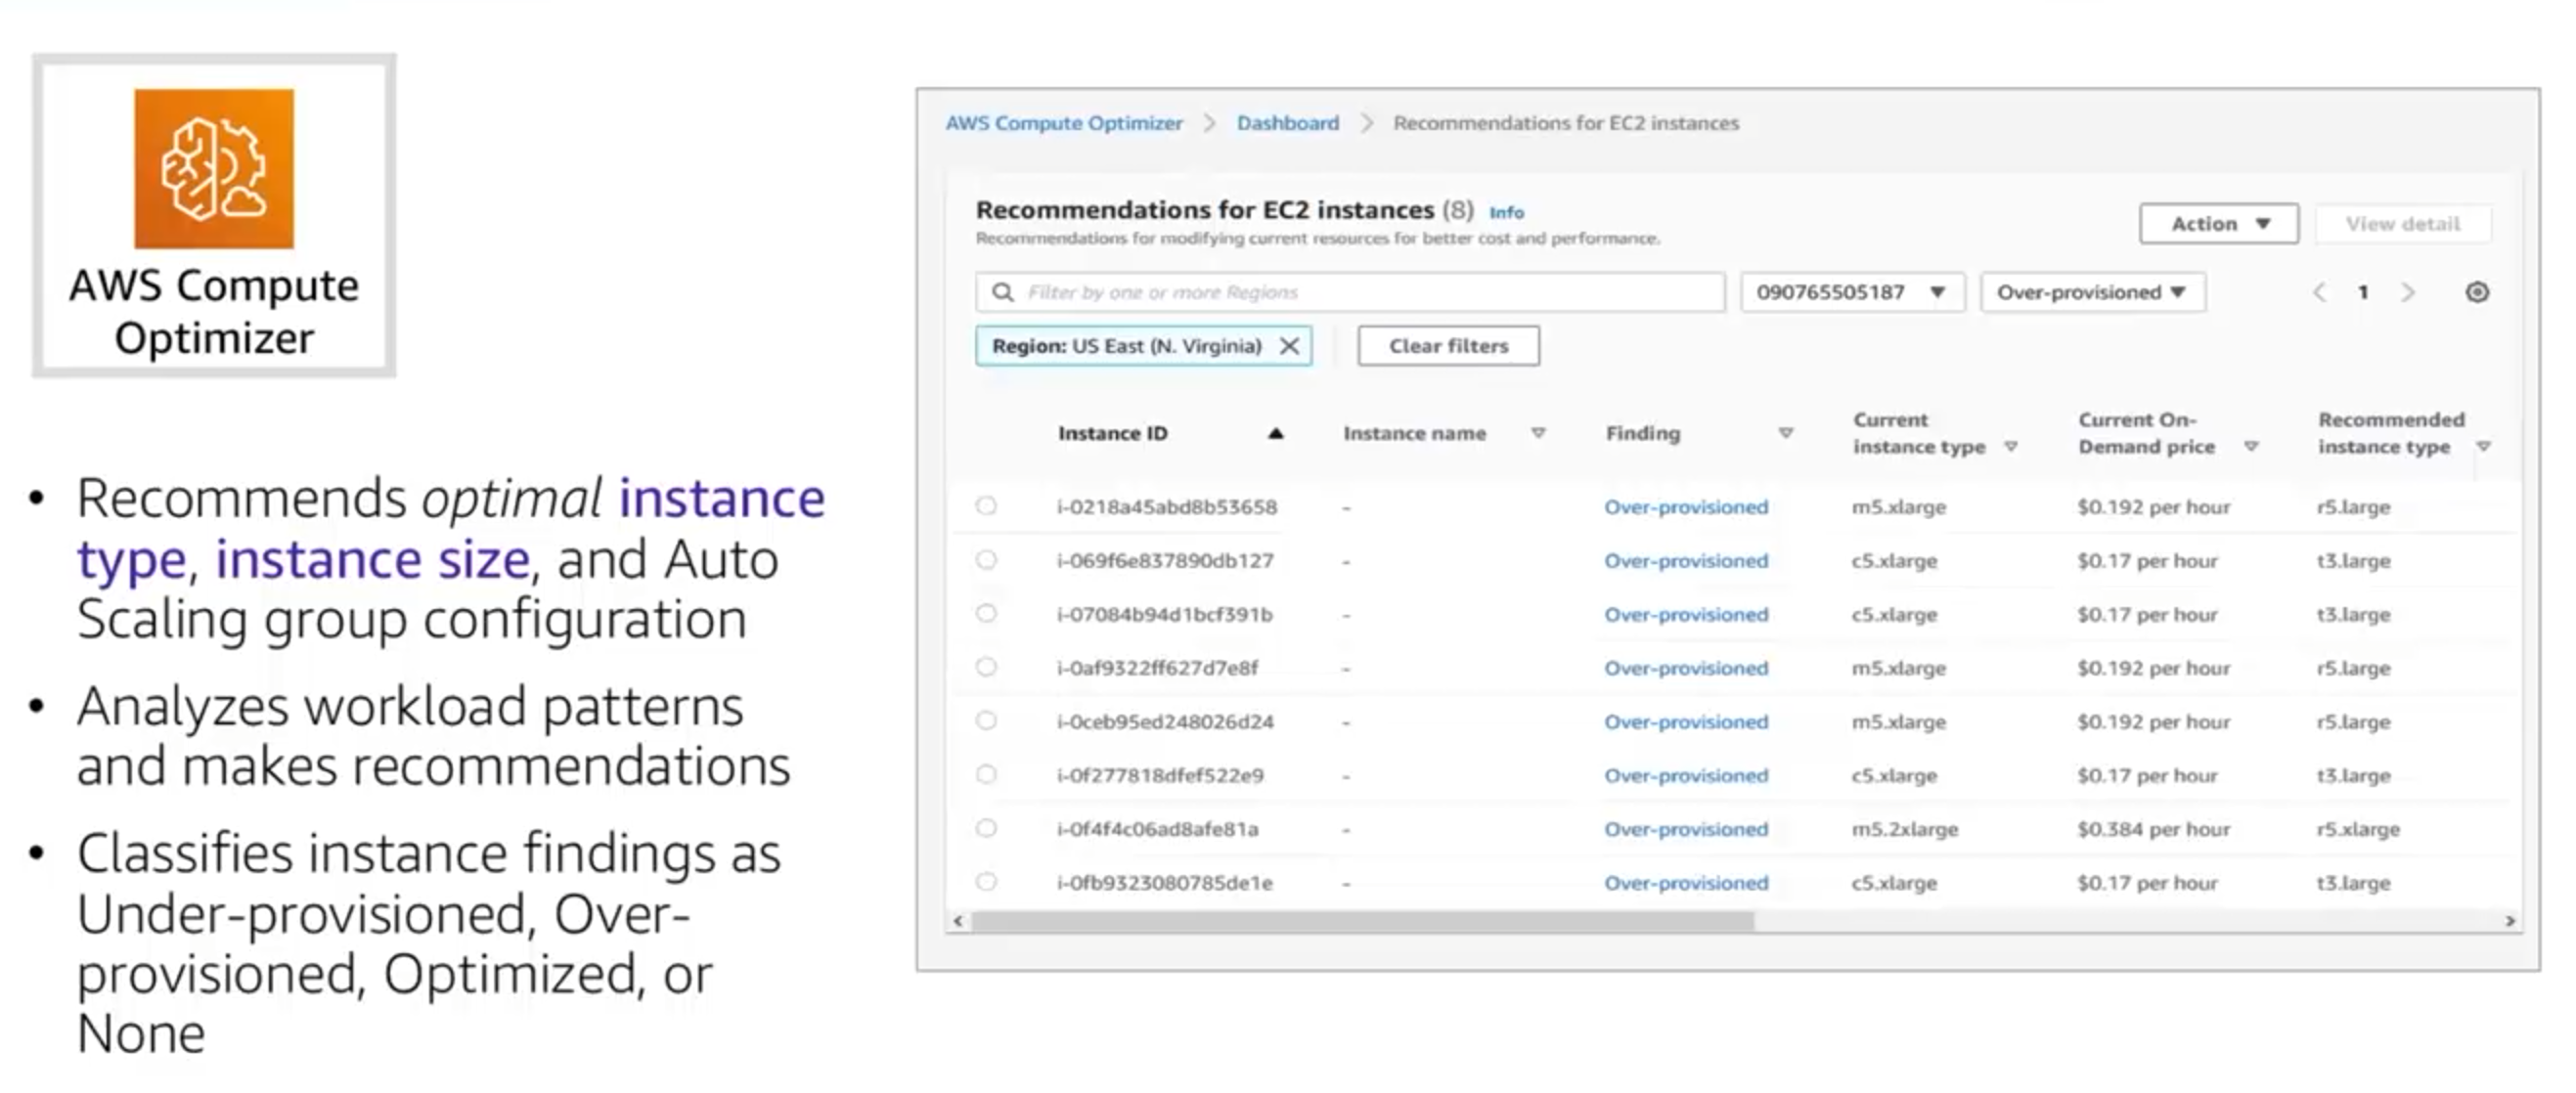 AWS Compute
Optimizer
• Recommends optimal instance
type, instance size, and Auto
Scaling group configuration
• Analyzes workload patterns
and makes recommendations
• Classifies instance findings as
Under-provisioned, Over-
provisioned, Optimized, or
None
AWS Compute Optimizer > Dashboard > Recommendations for EC2 instances
Recommendations for EC2 instances (8) Info
Recommendations for modifying current resources for better cost and performance.
Action View detail
Filter by one or more Regions 090765505187 Over-provisioned < 1 >
Region: US East (N. Virginia) Clear filters
Instance ID Instance name Finding Current instance type Current On-Demand price Recommended instance type
i-0218a45abd8b53658 - Over-provisioned m5.xlarge $0.192 per hour r5.large
i-069f6e837890db127 - Over-provisioned c5.xlarge $0.17 per hour t3.large
i-07084b94d1bcf391b - Over-provisioned c5.xlarge $0.17 per hour t3.large
i-0af9322ff627d7e8f - Over-provisioned m5.xlarge $0.192 per hour r5.large
i-0ceb95ed248026d24 - Over-provisioned m5.xlarge $0.192 per hour r5.large
i-0f277818dfef522e9 - Over-provisioned c5.xlarge $0.17 per hour t3.large
i-0f4f4c06ad8afe81a - Over-provisioned m5.2xlarge $0.384 per hour r5.xlarge
i-0fb9323080785de1e - Over-provisioned c5.xlarge $0.17 per hour t3.large